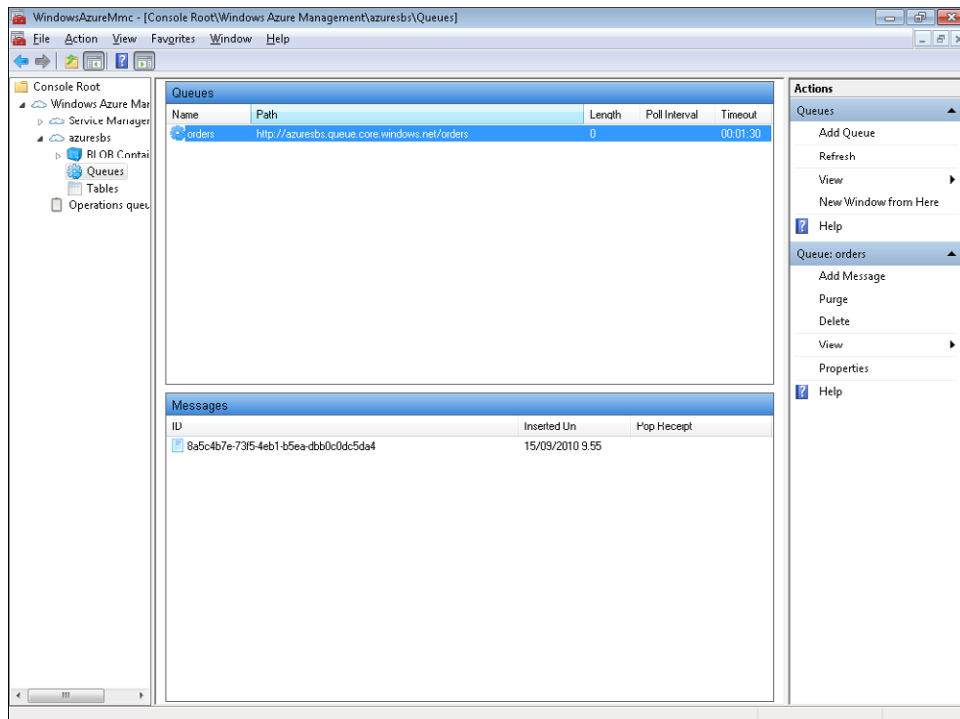 WindowsAzureMmc - [Console Root\Windows Azure Management\azuresbs\Queues]
File Action View Favorites Window Help
Console Root
Windows Azure Mar
Service Manager
azuresbs
BLOB Contai
Queues
Tables
Operations queu
Queues
Name Path Length Poll Interval Timeout
orders http://azuresbs.queue.core.windows.net/orders 0 00:01:30
Messages
ID Inserted On Pop Receipt
8a5c4b7e-73f5-4eb1-b5ea-dbb0c0dc5da4 15/09/2010 9.55
Actions
Queues
Add Queue
Refresh
View
New Window from Here
Help
Queue: orders
Add Message
Purge
Delete
View
Properties
Help